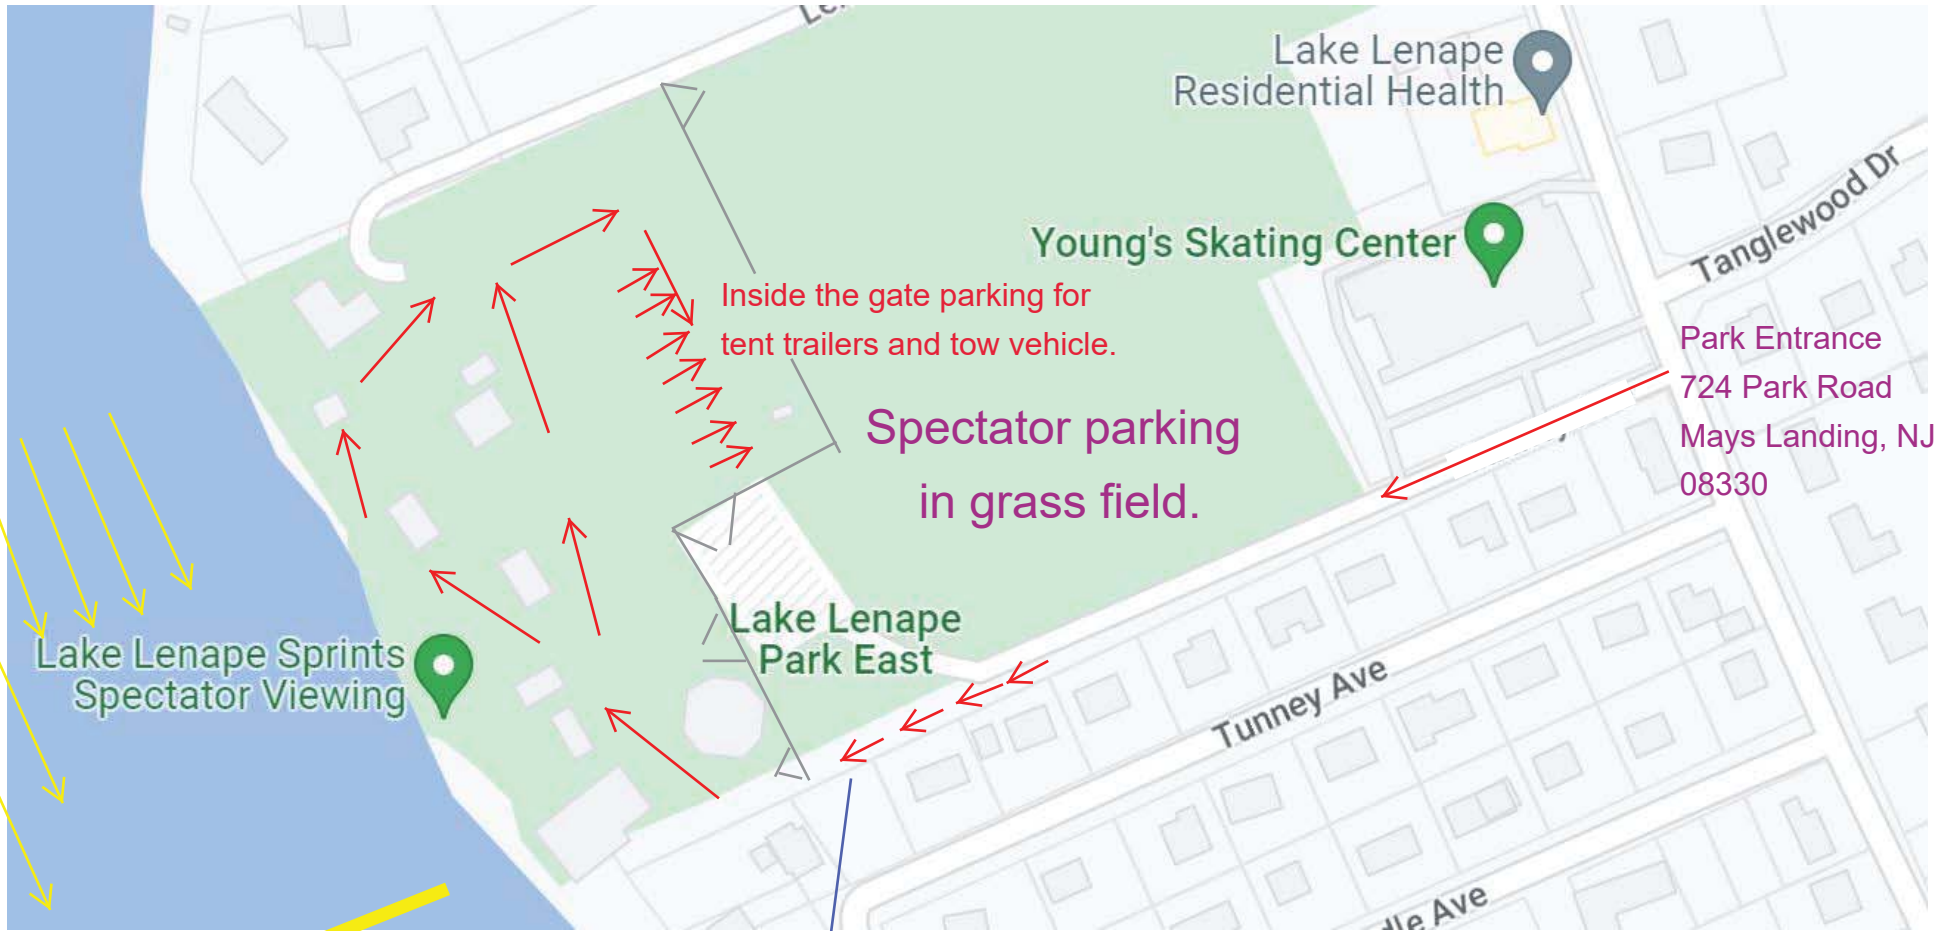 Lake Lenape
Residential Health
Tanglewood Dr
Young's Skating Center
Inside the gate parking for
tent trailers and tow vehicle.
Park Entrance
724 Park Road
Mays Landing, NJ
08330
Spectator parking
in grass field.
Lake Lenape
Park East
Lake Lenape Sprints
Spectator Viewing
Tunney Ave
Ave